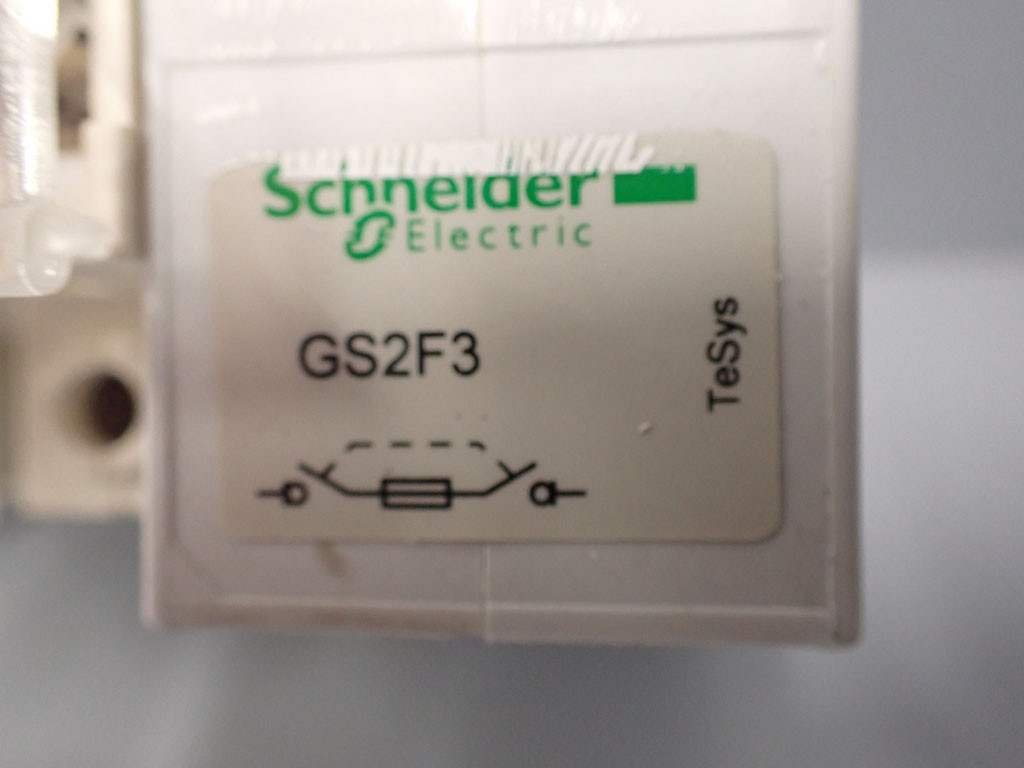 Schneider
Electric
GS2F3
TeSys